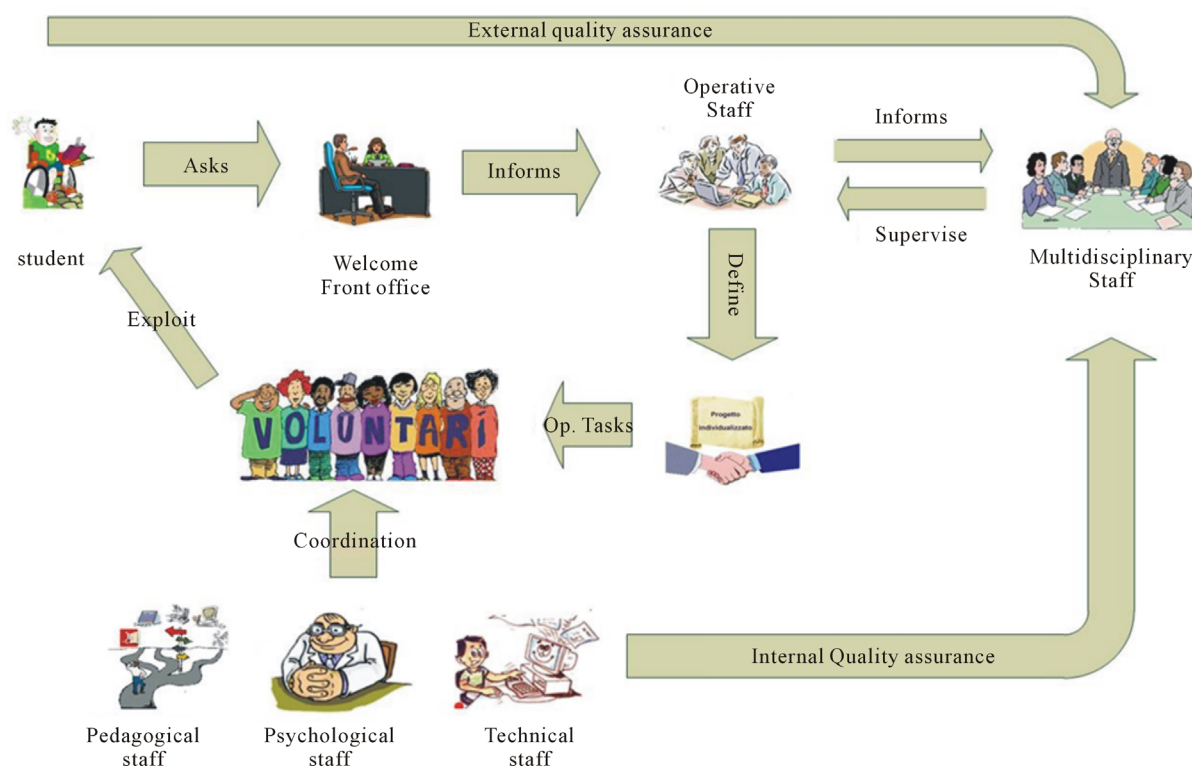 External quality assurance
Operative
Staff
Informs
Asks
Informs
Supervise
student
Welcome
Front office
Define
Multidisciplinary
Staff
Exploit
VOLUNTARÍ
Op. Tasks
Progetto
individualizzato
Coordination
Internal Quality assurance
Pedagogical
staff
Psychological
staff
Technical
staff